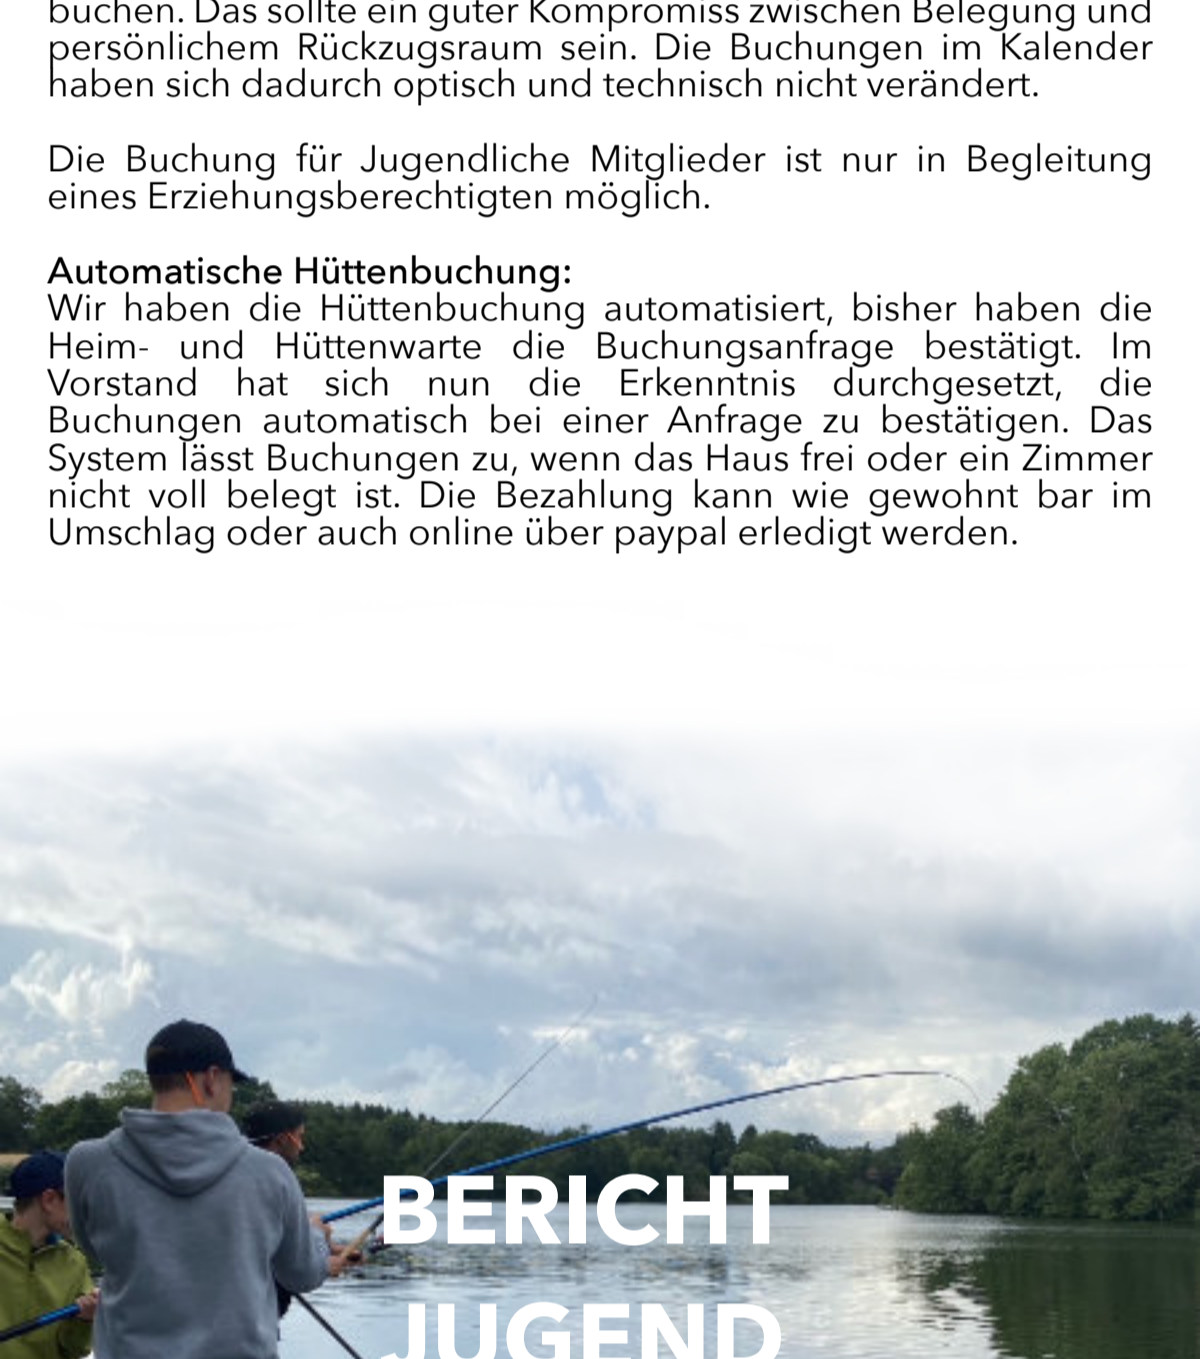 buchen. Das sollte ein guter Kompromiss zwischen Belegung und
persönlichem Rückzugsraum sein. Die Buchungen im Kalender
haben sich dadurch optisch und technisch nicht verändert.
Die Buchung für Jugendliche Mitglieder ist nur in Begleitung
eines Erziehungsberechtigten möglich.
Automatische Hüttenbuchung:
Wir haben die Hüttenbuchung automatisiert, bisher haben die
Heim- und Hüttenwarte die Buchungsanfrage bestätigt. Im
Vorstand hat sich nun die Erkenntnis durchgesetzt, die
Buchungen automatisch bei einer Anfrage zu bestätigen. Das
System lässt Buchungen zu, wenn das Haus frei oder ein Zimmer
nicht voll belegt ist. Die Bezahlung kann wie gewohnt bar im
Umschlag oder auch online über paypal erledigt werden.
BERICHT
JUGEND